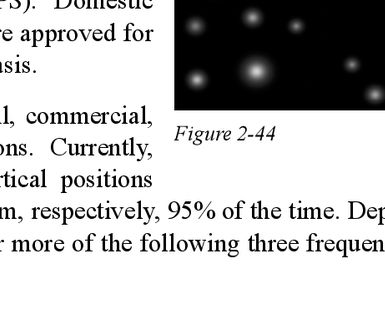 PS). Domestic
re approved for
asis.
al, commercial,
ons. Currently,
rtical positions
Figure 2-44
m, respectively, 95% of the time. Dep
r more of the following three frequen